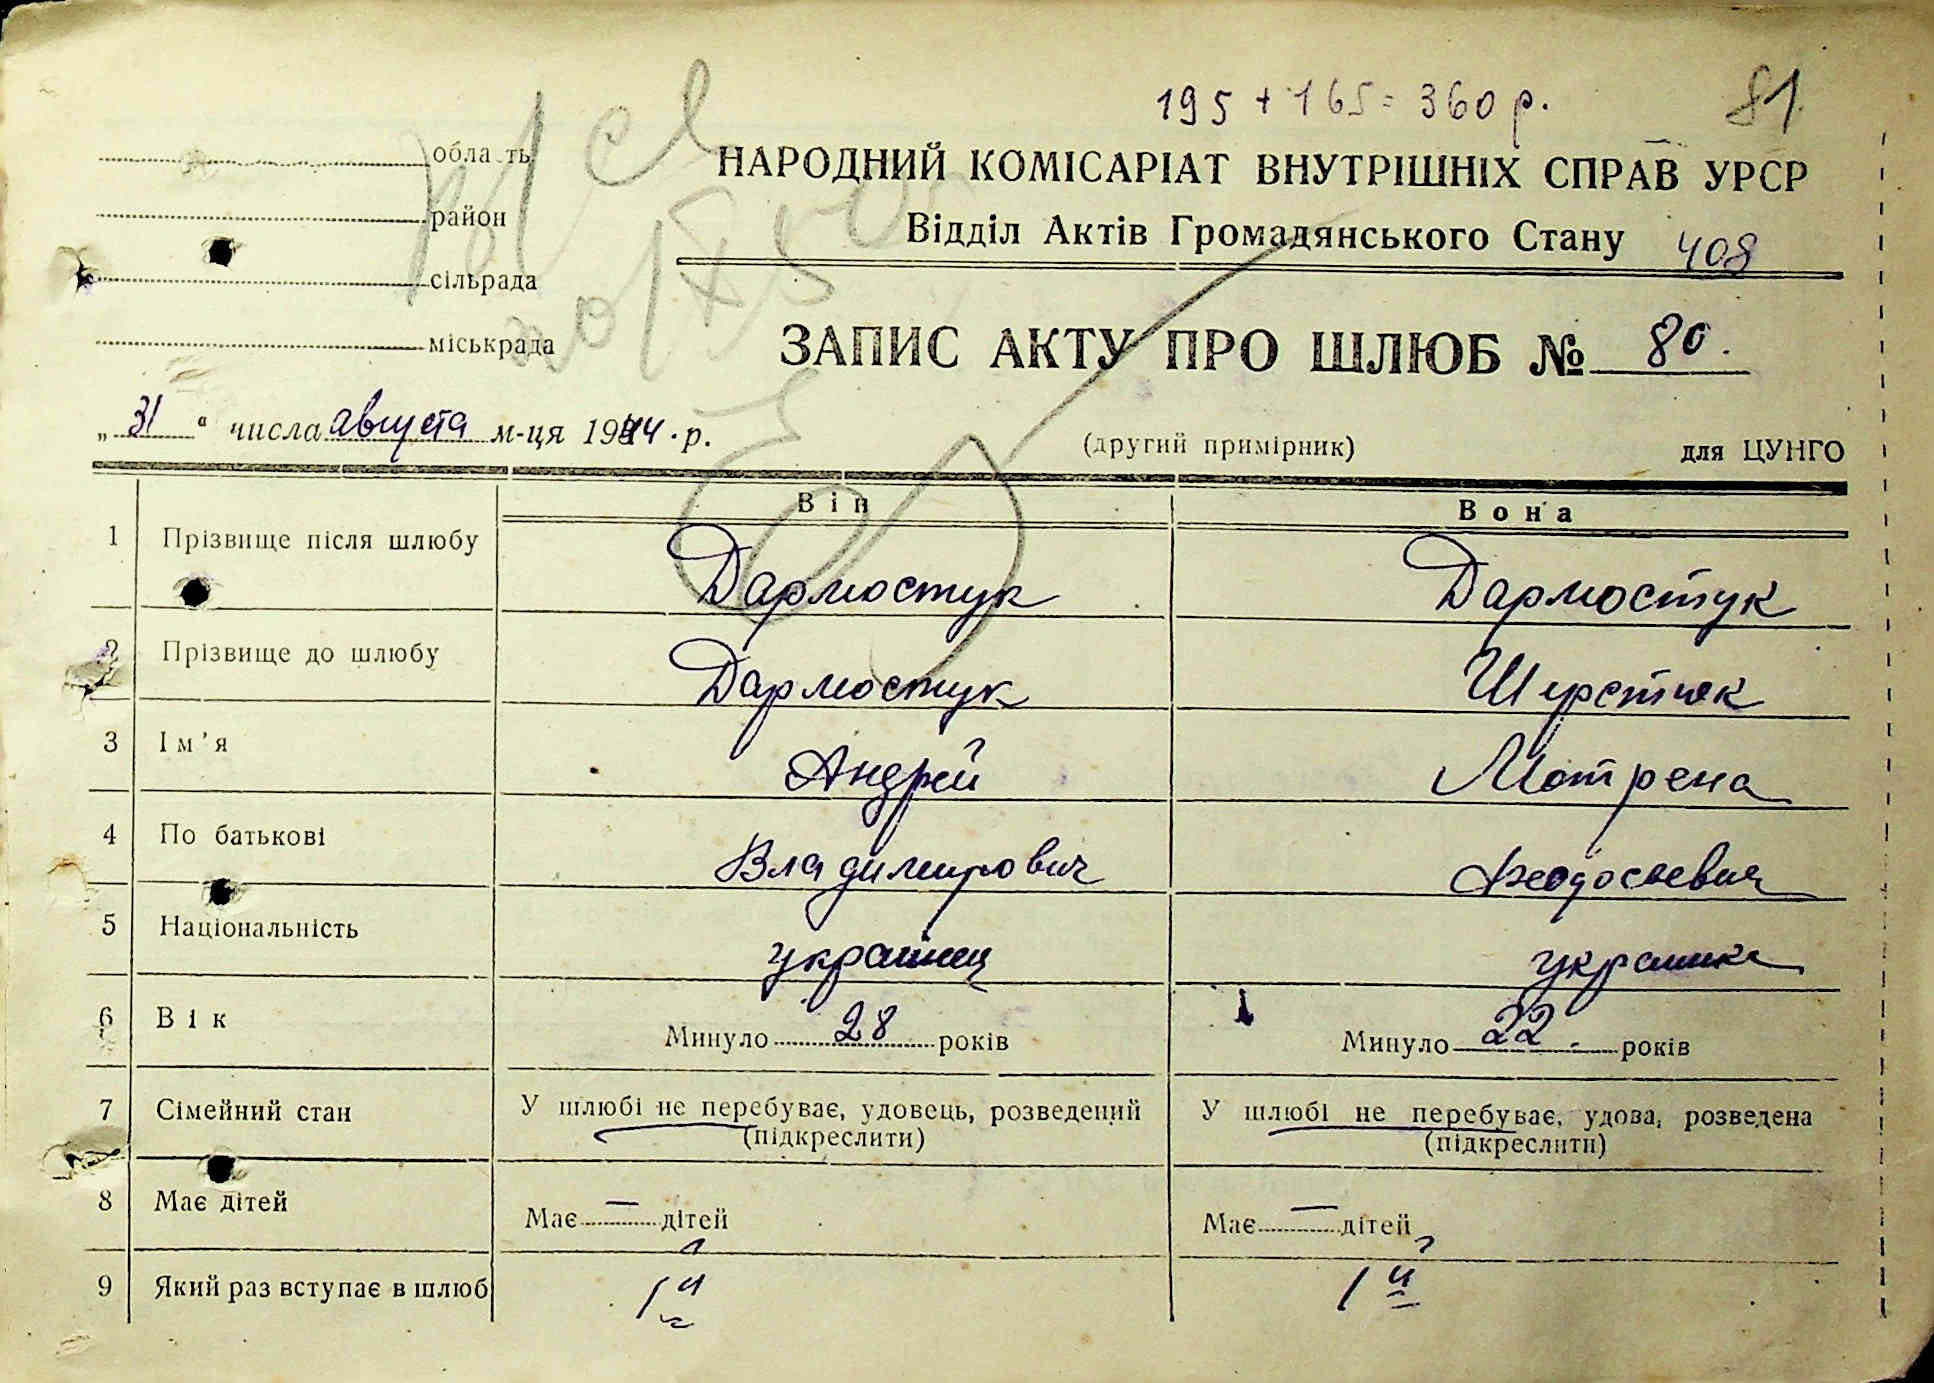 195 + 165 = 360 р.
81
область
НАРОДНИЙ КОМІСАРІАТ ВНУТРІШНІХ СПРАВ УРСР
район
Відділ Актів Громадянського Стану 408
сільрада
міськрада
ЗАПИС АКТУ ПРО ШЛЮБ № 80.
„31“ числа августа м-ця 1944.р.
(другий примірник) для ЦУНГО
Він Вона
1 Прізвище після шлюбу Дармостук Дармостук
2 Прізвище до шлюбу Дармостук Шерстюк
3 Ім'я Андрей Мотрена
4 По батькові Владимирович Феодосьевна
5 Національність украинец украинка
6 Вік Минуло 28 років Минуло 22. років
7 Сімейний стан У шлюбі не перебуває, удовець, розведений У шлюбі не перебуває, удова, розведена
(підкреслити) (підкреслити)
8 Має дітей Має — дітей Має — дітей
9 Який раз вступає в шлюб 1й 1й